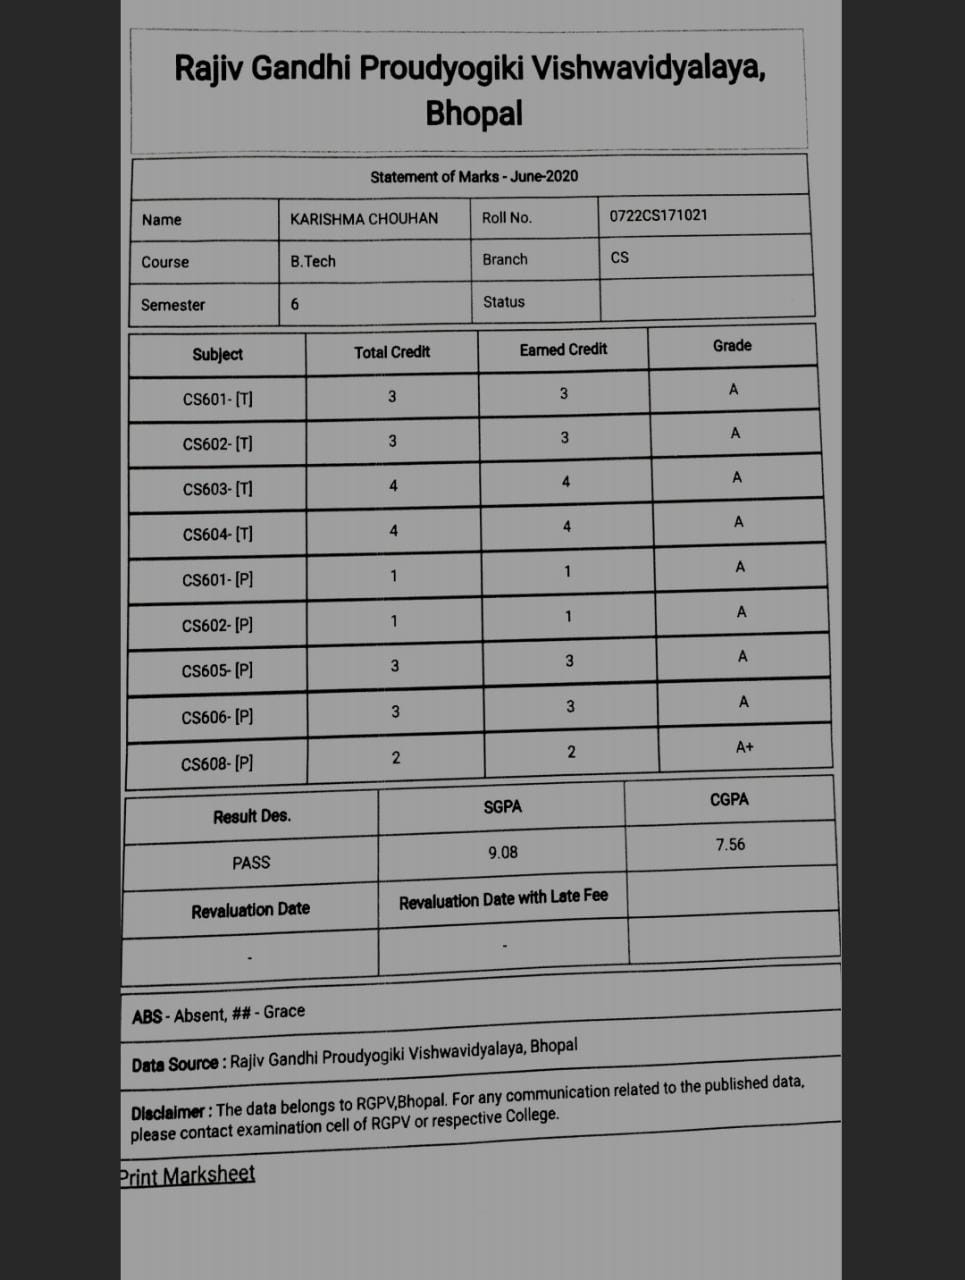 Rajiv Gandhi Proudyogiki Vishwavidyalaya,
Bhopal
Statement of Marks - June-2020
Name KARISHMA CHOUHAN Roll No. 0722CS171021
Course B.Tech Branch CS
Semester 6 Status
Subject Total Credit Earned Credit Grade
CS601- [T] 3 3 A
CS602- [T] 3 3 A
CS603- [T] 4 4 A
CS604- [T] 4 4 A
CS601- [P] 1 1 A
CS602- [P] 1 1 A
CS605- [P] 3 3 A
CS606- [P] 3 3 A
CS608- [P] 2 2 A+
Result Des. SGPA CGPA
PASS 9.08 7.56
Revaluation Date Revaluation Date with Late Fee
- -
ABS - Absent, ## - Grace
Data Source : Rajiv Gandhi Proudyogiki Vishwavidyalaya, Bhopal
Disclaimer : The data belongs to RGPV,Bhopal. For any communication related to the published data,
please contact examination cell of RGPV or respective College.
Print Marksheet